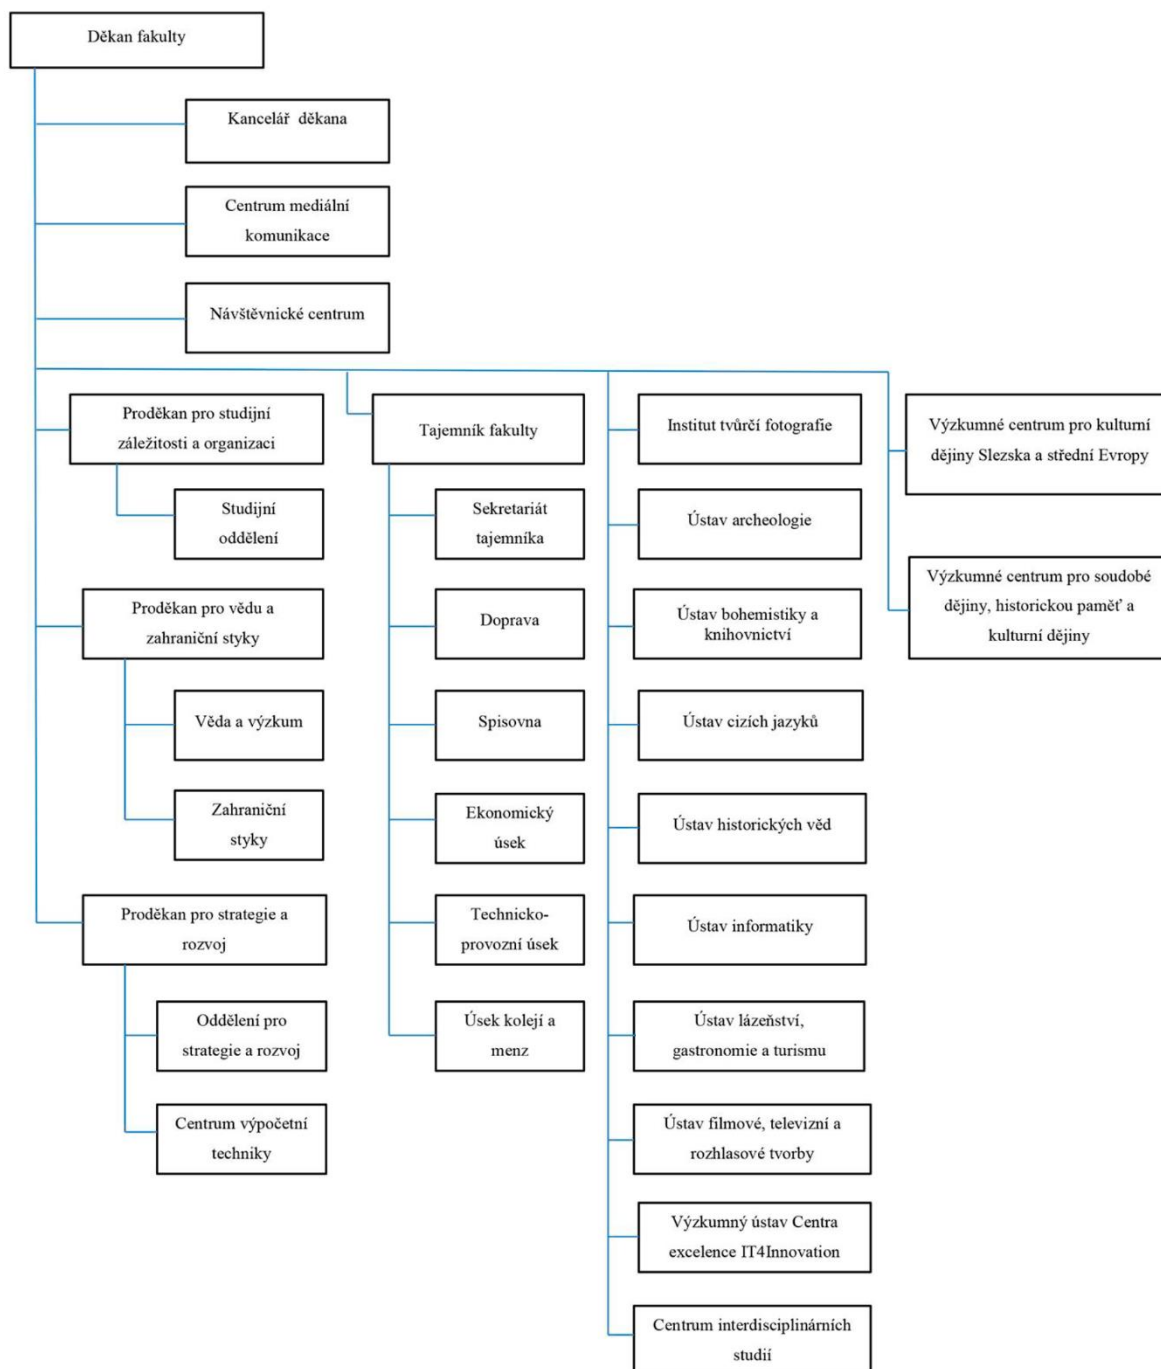 Děkan fakulty
Kancelář děkana
Centrum mediální
komunikace
Návštěvnické centrum
Proděkan pro studijní
záležitosti a organizaci
Studijní
oddělení
Proděkan pro vědu a
zahraniční styky
Věda a výzkum
Zahraniční
styky
Proděkan pro strategie a
rozvoj
Oddělení pro
strategie a rozvoj
Centrum výpočetní
techniky
Tajemník fakulty
Sekretariát
tajemníka
Doprava
Spisovna
Ekonomický
úsek
Technicko-
provozní úsek
Úsek kolejí a
menz
Institut tvůrčí fotografie
Ústav archeologie
Ústav bohemistiky a
knihovnictví
Ústav cizích jazyků
Ústav historických věd
Ústav informatiky
Ústav lázeňství,
gastronomie a turismu
Ústav filmové, televizní a
rozhlasové tvorby
Výzkumný ústav Centra
excelence IT4Innovation
Centrum interdisciplinárních
studií
Výzkumné centrum pro kulturní
dějiny Slezska a střední Evropy
Výzkumné centrum pro soudobé
dějiny, historickou paměť a
kulturní dějiny